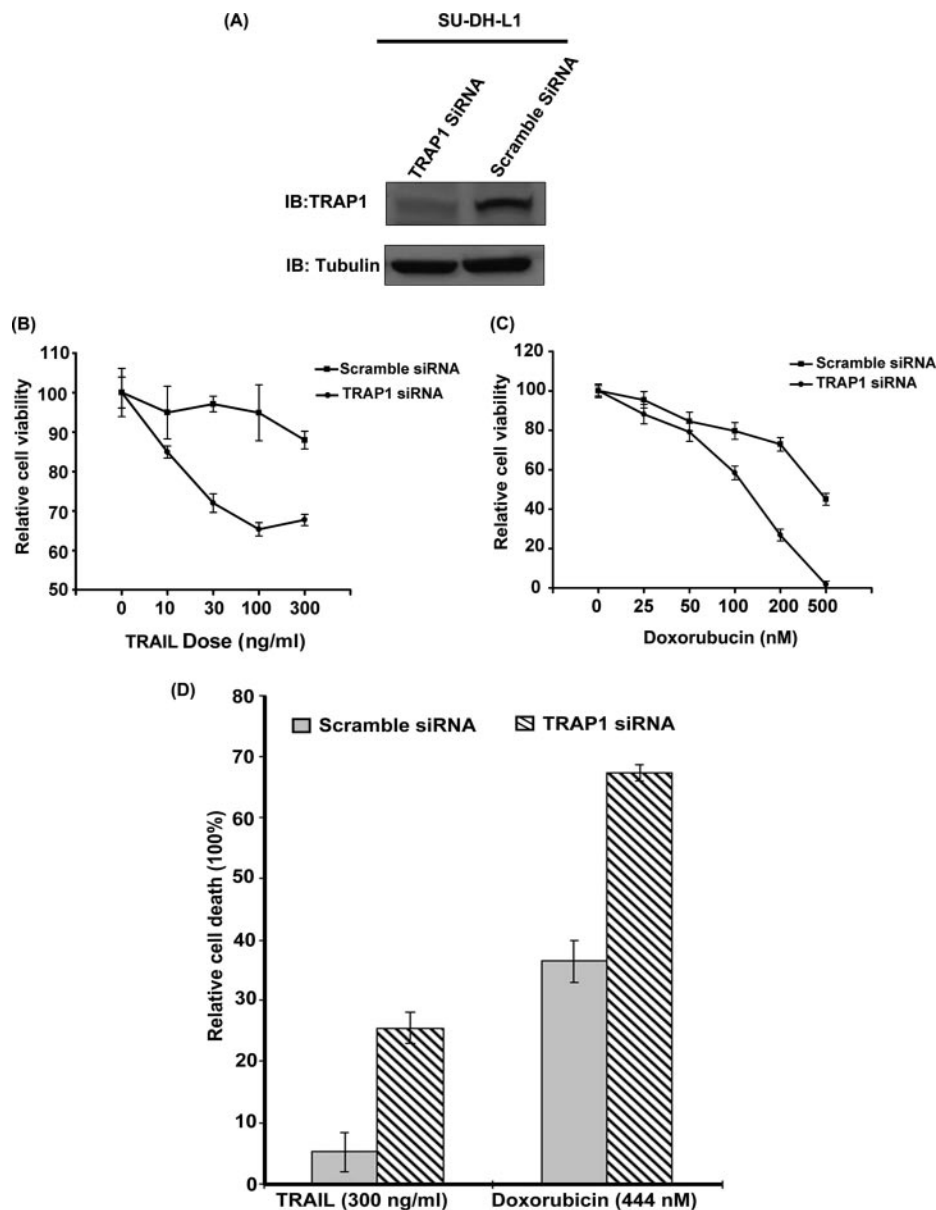 (A)
SU-DH-L1
TRAP1 SiRNA
Scramble SiRNA
IB:TRAP1
IB: Tubulin
(B)
Relative cell viability
100
90
80
70
60
50
0 10 30 100 300
TRAIL Dose (ng/ml)
Scramble siRNA
TRAP1 siRNA
(C)
Relative cell viability
120
100
80
60
40
20
0
0 25 50 100 200 500
Doxorubucin (nM)
Scramble siRNA
TRAP1 siRNA
(D)
Relative cell death (100%)
80
70
60
50
40
30
20
10
0
Scramble siRNA
TRAP1 siRNA
TRAIL (300 ng/ml)
Doxorubicin (444 nM)